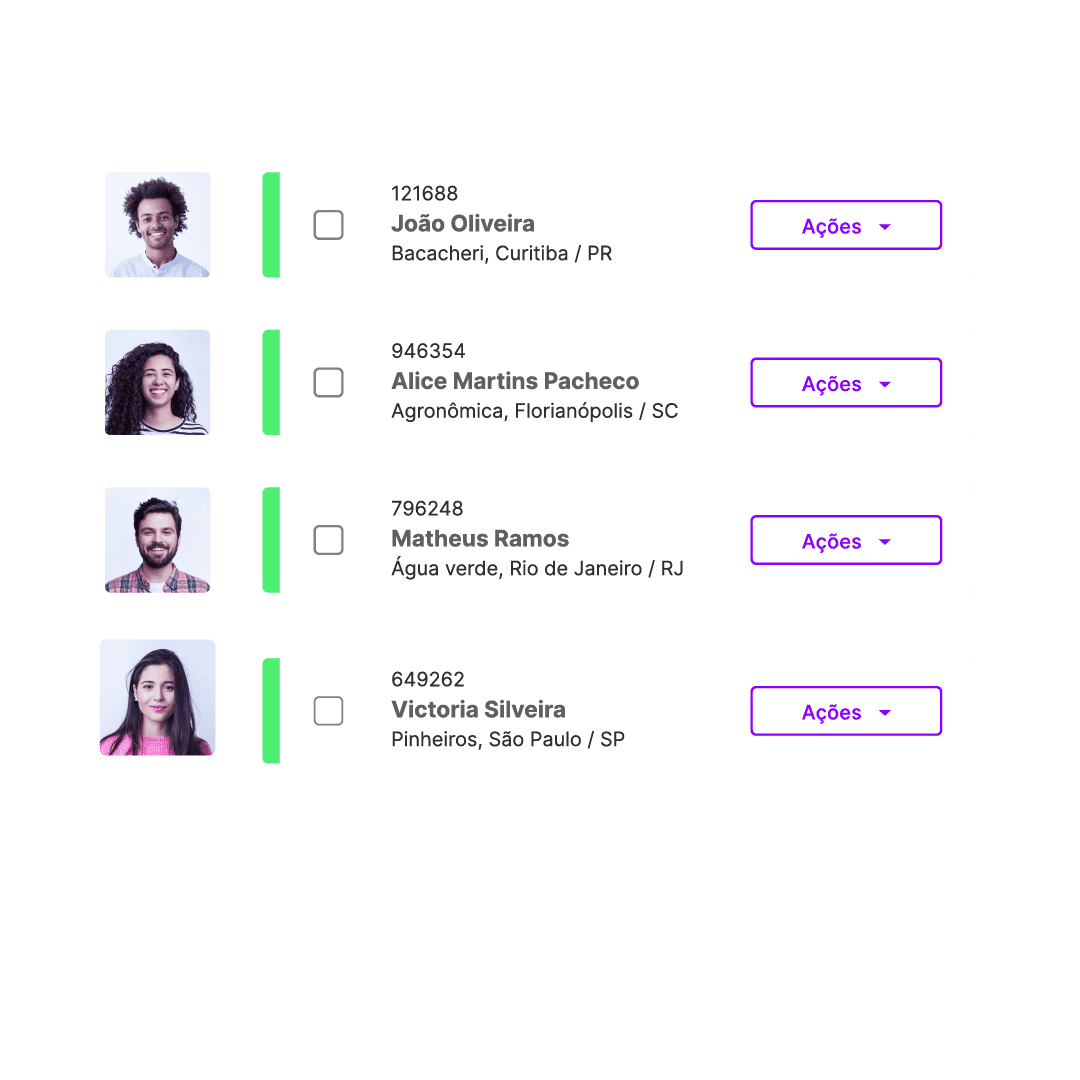 121688
João Oliveira
Bacacheri, Curitiba / PR
Ações
946354
Alice Martins Pacheco
Agronômica, Florianópolis / SC
Ações
796248
Matheus Ramos
Água verde, Rio de Janeiro / RJ
Ações
649262
Victoria Silveira
Pinheiros, São Paulo / SP
Ações